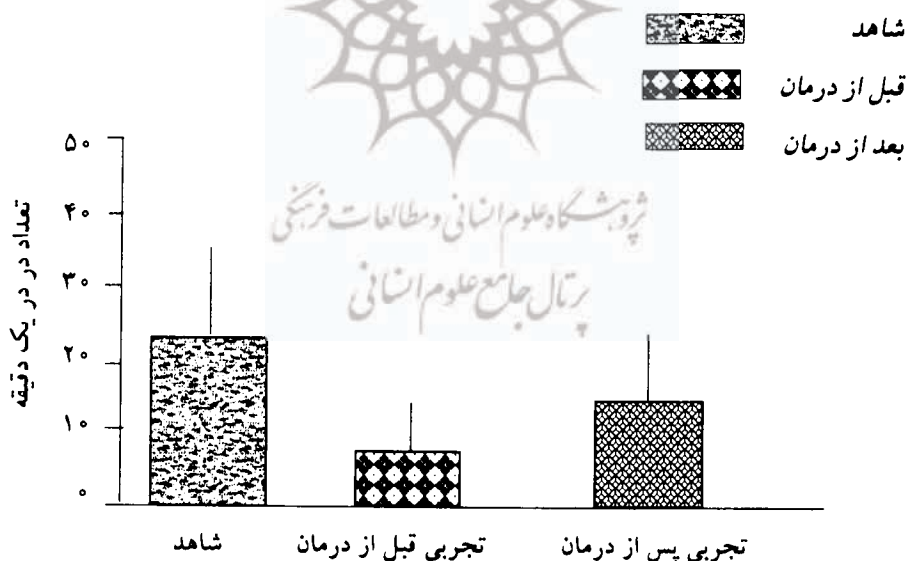 شاهد
قبل از درمان
بعد از درمان
پژوهشگاه علوم انسانی و مطالعات فرهنگی
پرتال جامع علوم انسانی
تعداد در در یک دقیقه
۵۰
۴۰
۳۰
۲۰
۱۰
۰
شاهد
تجربی قبل از درمان
تجربی پس از درمان